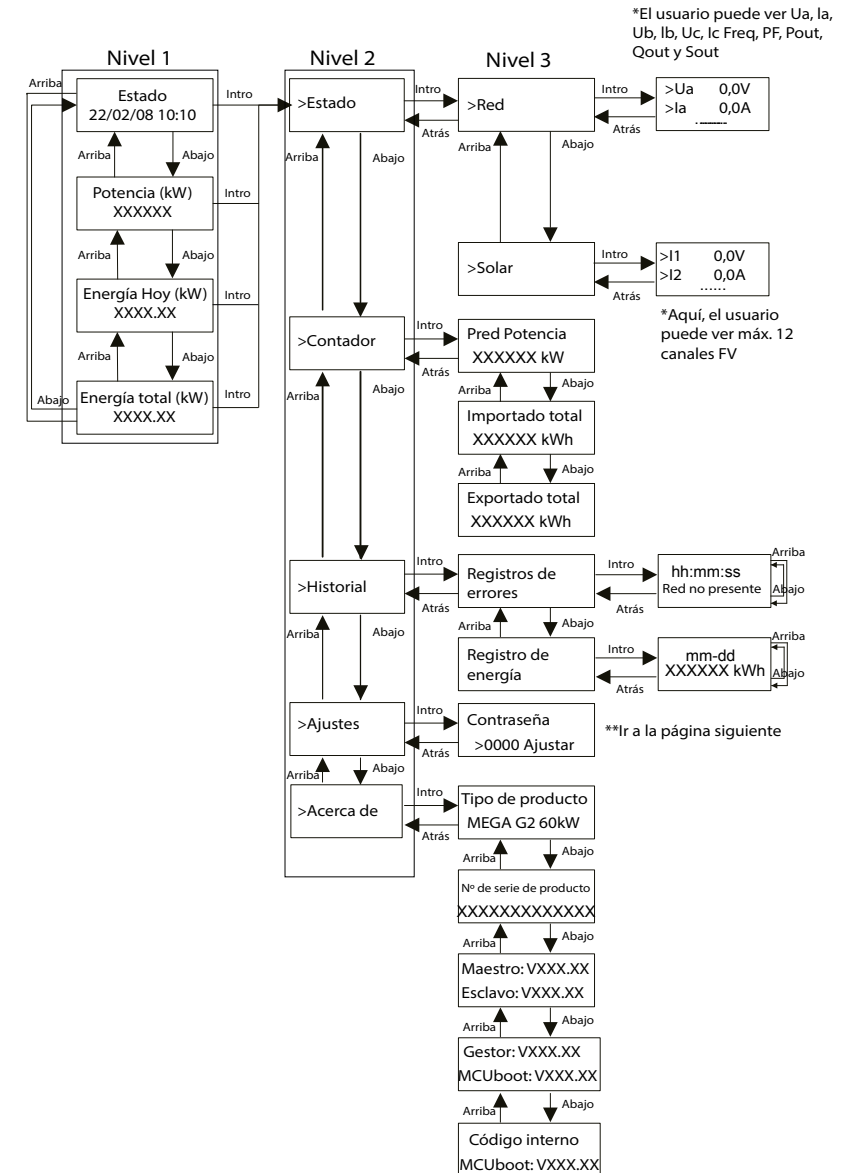 *El usuario puede ver Ua, Ia,
Ub, Ib, Uc, Ic Freq, PF, Pout,
Qout y Sout
Nivel 1
Nivel 2
Nivel 3
Arriba
Estado
22/02/08 10:10
Intro
>Estado
Intro
Atrás
>Red
Intro
Atrás
>Ua 0,0V
>Ia 0,0A
Arriba
Abajo
Arriba
Abajo
Arriba
Abajo
Potencia (kW)
XXXXXX
Intro
Arriba
Abajo
>Solar
Intro
Atrás
>I1 0,0V
>I2 0,0A
......
Energía Hoy (kW)
XXXX.XX
Intro
*Aquí, el usuario
puede ver máx. 12
canales FV
>Contador
Intro
Atrás
Pred Potencia
XXXXXX kW
Arriba
Abajo
Abajo
Energía total (kW)
XXXX.XX
Intro
Arriba
Abajo
Arriba
Abajo
Importado total
XXXXXX kWh
Arriba
Abajo
Exportado total
XXXXXX kWh
>Historial
Intro
Atrás
Registros de
errores
Intro
Atrás
hh:mm:ss
Red no presente
Arriba
Abajo
Arriba
Abajo
Arriba
Abajo
Registro de
energía
Intro
Atrás
mm-dd
XXXXXX kWh
Arriba
Abajo
>Ajustes
Intro
Atrás
Contraseña
>0000 Ajustar
**Ir a la página siguiente
Arriba
Abajo
>Acerca de
Intro
Atrás
Tipo de producto
MEGA G2 60kW
Arriba
Abajo
Nº de serie de producto
XXXXXXXXXXXXX
Arriba
Abajo
Maestro: VXXX.XX
Esclavo: VXXX.XX
Arriba
Abajo
Gestor: VXXX.XX
MCUboot: VXXX.XX
Arriba
Abajo
Código interno
MCUboot: VXXX.XX